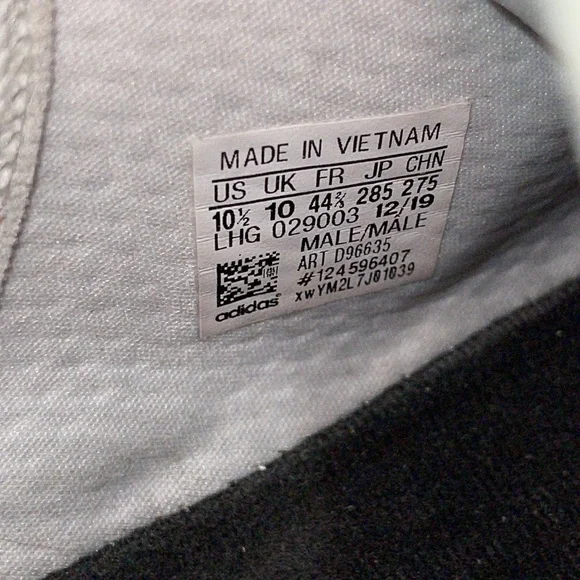 MADE IN VIETNAM
US UK FR JP CHN
10½ 10 44⅔ 285 275
LHG 029003 12/19
MALE/MÂLE
ART D96635
#124596407
xwYM2L7J01039
adidas